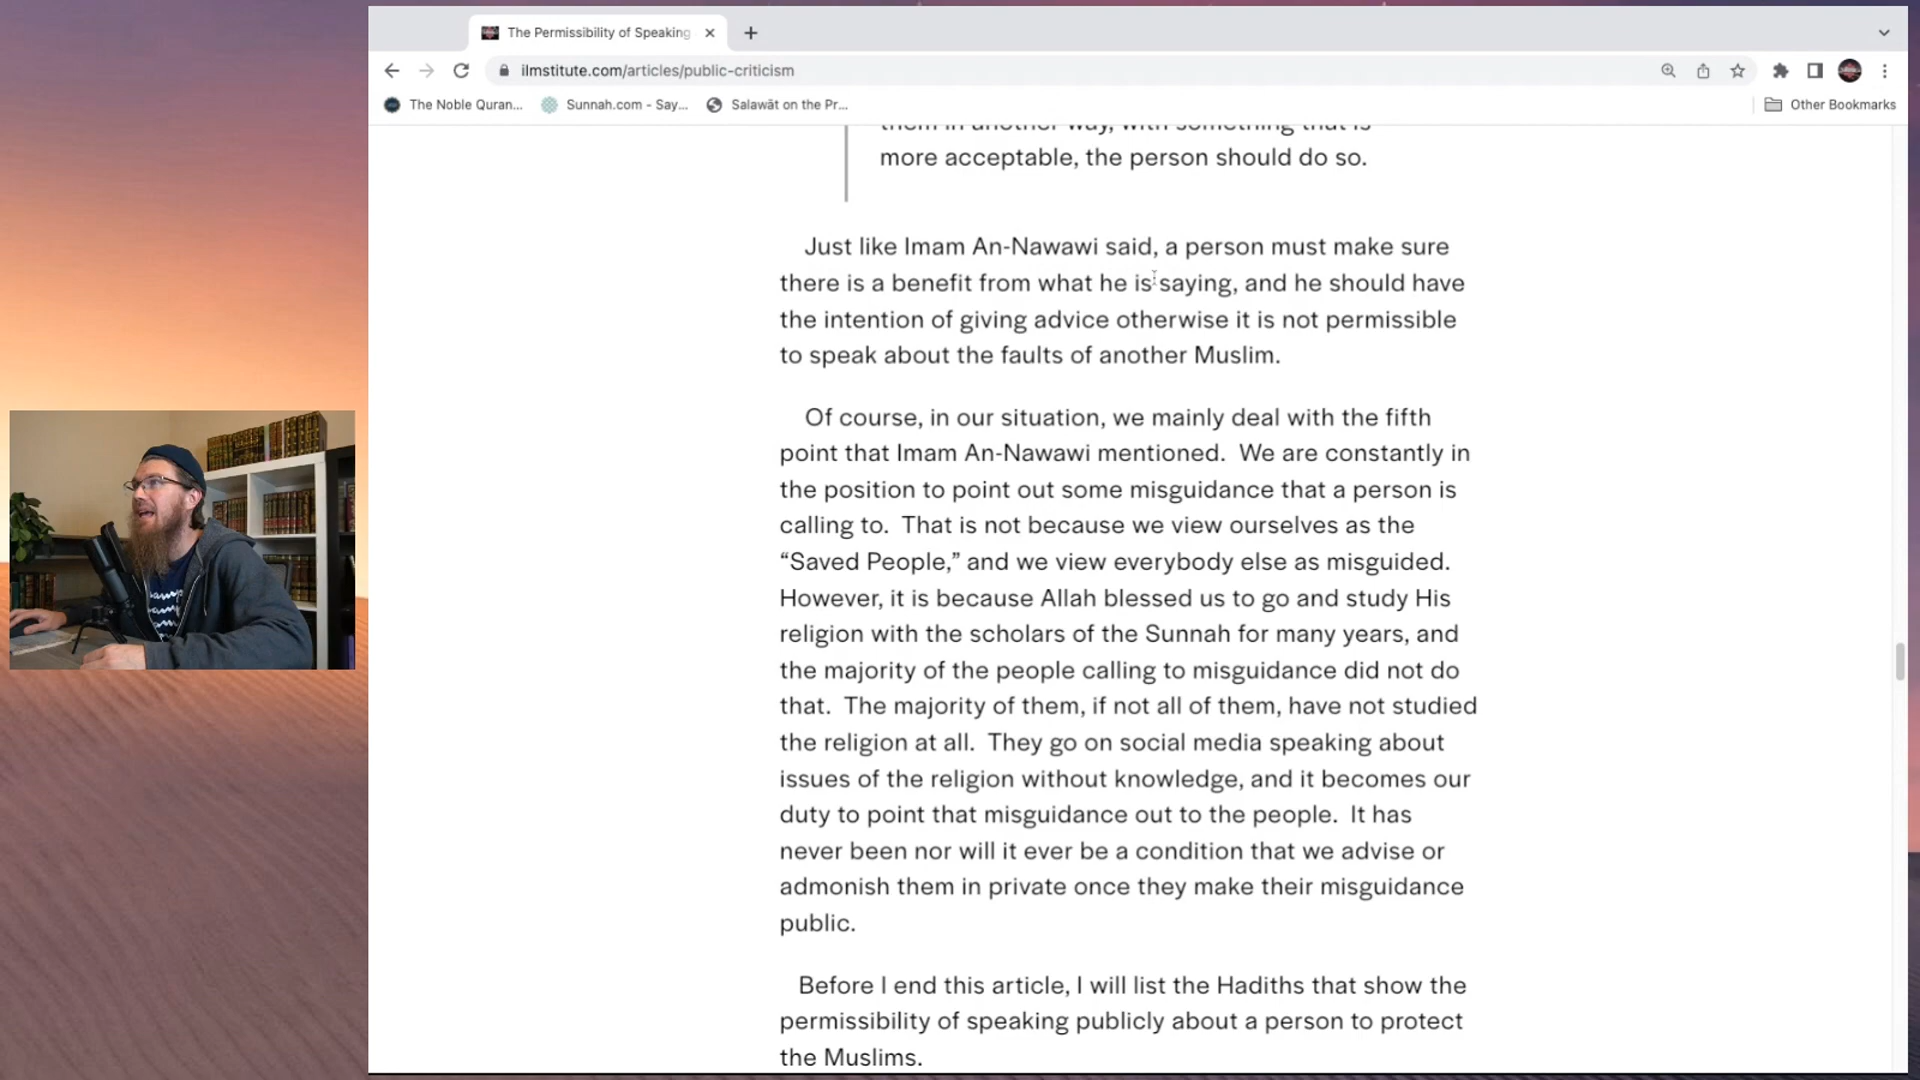 The Permissibility of Speaking
ilmstitute.com/articles/public-criticism
The Noble Quran...
Sunnah.com - Say...
Salawāt on the Pr...
Other Bookmarks
them in another way, with something that is
more acceptable, the person should do so.
Just like Imam An-Nawawi said, a person must make sure
there is a benefit from what he is saying, and he should have
the intention of giving advice otherwise it is not permissible
to speak about the faults of another Muslim.
Of course, in our situation, we mainly deal with the fifth
point that Imam An-Nawawi mentioned.  We are constantly in
the position to point out some misguidance that a person is
calling to.  That is not because we view ourselves as the
“Saved People,” and we view everybody else as misguided.
However, it is because Allah blessed us to go and study His
religion with the scholars of the Sunnah for many years, and
the majority of the people calling to misguidance did not do
that.  The majority of them, if not all of them, have not studied
the religion at all.  They go on social media speaking about
issues of the religion without knowledge, and it becomes our
duty to point that misguidance out to the people.  It has
never been nor will it ever be a condition that we advise or
admonish them in private once they make their misguidance
public.
Before I end this article, I will list the Hadiths that show the
permissibility of speaking publicly about a person to protect
the Muslims.